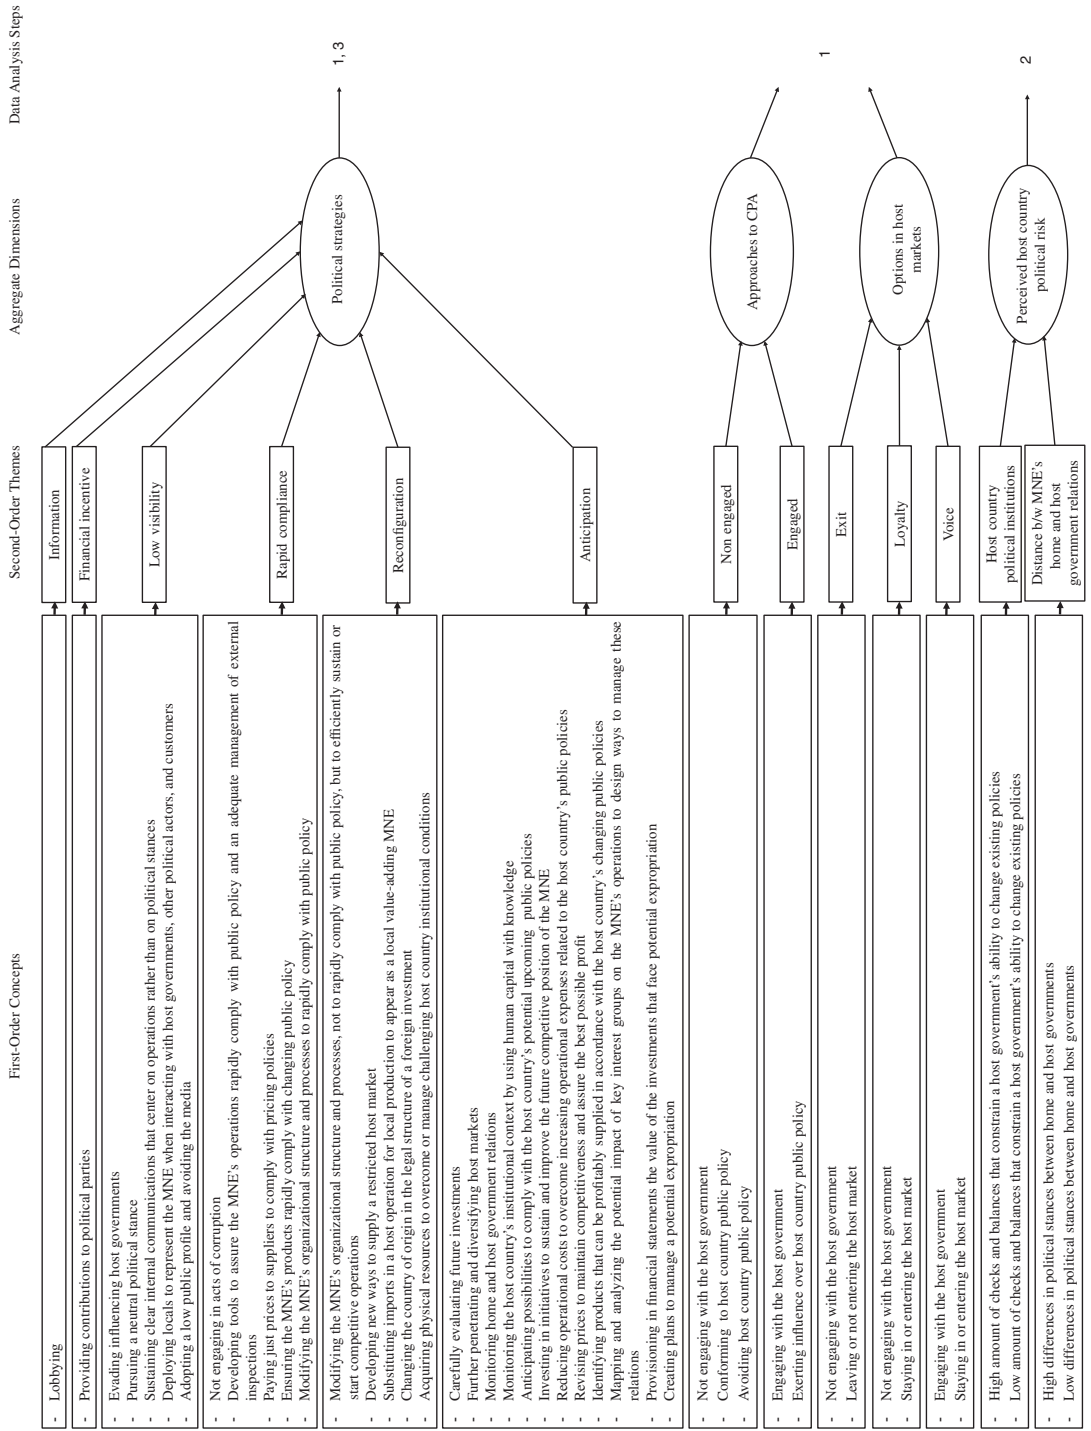 First-Order Concepts
Second-Order Themes
Aggregate Dimensions
Data Analysis Steps
- Lobbying
Information
- Providing contributions to political parties
Financial incentive
- Evading influencing host governments
- Pursuing a neutral political stance
- Sustaining clear internal communications that center on operations rather than on political stances
- Deploying locals to represent the MNE when interacting with host governments, other political actors, and customers
- Adopting a low public profile and avoiding the media
Low visibility
- Not engaging in acts of corruption
- Developing tools to assure the MNE's operations rapidly comply with public policy and an adequate management of external
inspections
- Paying just prices to suppliers to comply with pricing policies
- Ensuring the MNE's products rapidly comply with changing public policy
- Modifying the MNE's organizational structure and processes to rapidly comply with public policy
Rapid compliance
- Modifying the MNE's organizational structure and processes, not to rapidly comply with public policy, but to efficiently sustain or
start competitive operations
- Developing new ways to supply a restricted host market
- Substituting imports in a host operation for local production to appear as a local value-adding MNE
- Changing the country of origin in the legal structure of a foreign investment
- Acquiring physical resources to overcome or manage challenging host country institutional conditions
Reconfiguration
- Carefully evaluating future investments
- Further penetrating and diversifying host markets
- Monitoring home and host government relations
- Monitoring the host country's institutional context by using human capital with knowledge
- Anticipating possibilities to comply with the host country's potential upcoming public policies
- Investing in initiatives to sustain and improve the future competitive position of the MNE
- Reducing operational costs to overcome increasing operational expenses related to the host country's public policies
- Revising prices to maintain competitiveness and assure the best possible profit
- Identifying products that can be profitably supplied in accordance with the host country's changing public policies
- Mapping and analyzing the potential impact of key interest groups on the MNE's operations to design ways to manage these
relations
- Provisioning in financial statements the value of the investments that face potential expropriation
- Creating plans to manage a potential expropriation
Anticipation
Political strategies
1, 3
- Not engaging with the host government
- Conforming to host country public policy
- Avoiding host country public policy
Non engaged
- Engaging with the host government
- Exerting influence over host country public policy
Engaged
Approaches to CPA
- Not engaging with the host government
- Leaving or not entering the host market
Exit
- Not engaging with the host government
- Staying in or entering the host market
Loyalty
- Engaging with the host government
- Staying in or entering the host market
Voice
Options in host
markets
1
- High amount of checks and balances that constrain a host government's ability to change existing policies
- Low amount of checks and balances that constrain a host government's ability to change existing policies
Host country
political institutions
- High differences in political stances between home and host governments
- Low differences in political stances between home and host governments
Distance b/w MNE's
home and host
government relations
Perceived host country
political risk
2